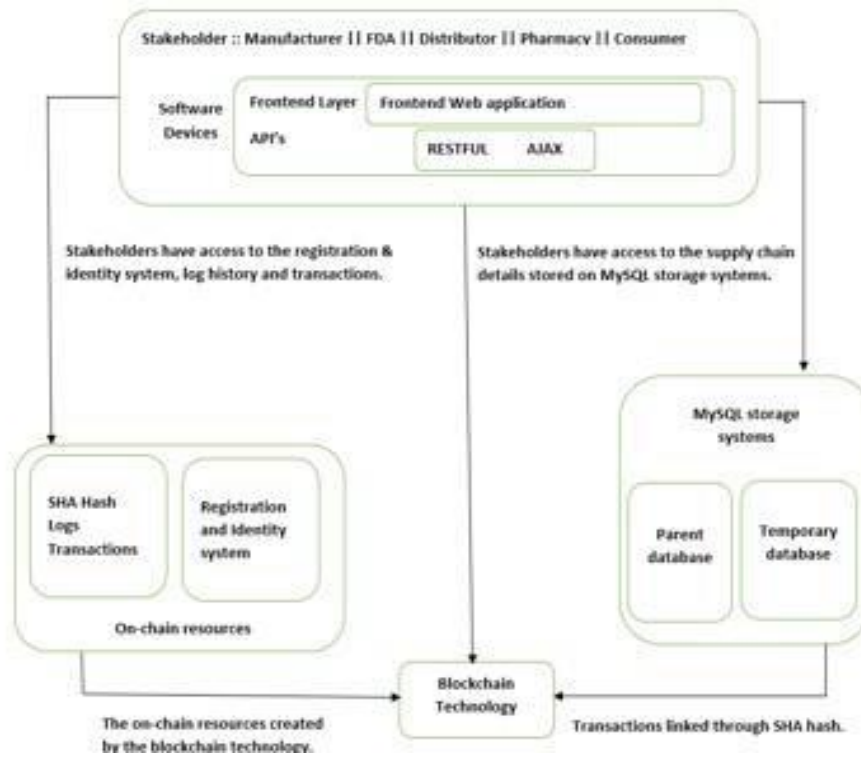 Stakeholder :: Manufacturer || FDA || Distributor || Pharmacy || Consumer
Software
Devices
Frontend Layer
Frontend Web application
API's
RESTFUL AJAX
Stakeholders have access to the registration &
identity system, log history and transactions.
Stakeholders have access to the supply chain
details stored on MySQL storage systems.
MySQL storage
systems
SHA Hash
Logs
Transactions
Registration
and Identity
system
Parent
database
Temporary
database
On-chain resources
Blockchain
Technology
The on-chain resources created
by the blockchain technology.
Transactions linked through SHA hash.